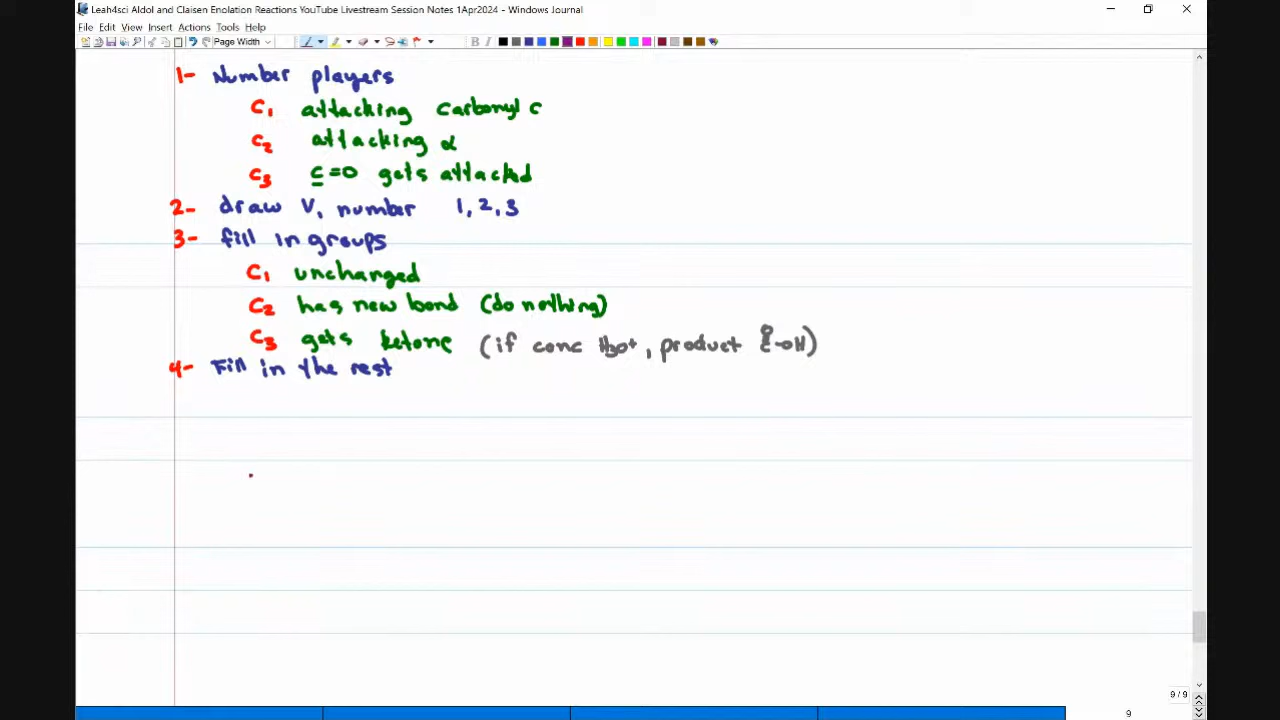 Leah4sci Aldol and Claisen Enolation Reactions YouTube Livestream Session Notes 1Apr2024 - Windows Journal
File Edit View Insert Actions Tools Help
Page Width B I
1- Number players
C1 attacking carbonyl C
C2 attacking α
C3 C=O gets attacked
2- draw V, number 1, 2, 3
3- fill in groups
C1 unchanged
C2 has new bond (do nothing)
C3 gets ketone (if conc H3O+, product ξ-OH)
4- Fill in the rest
9 / 9
9